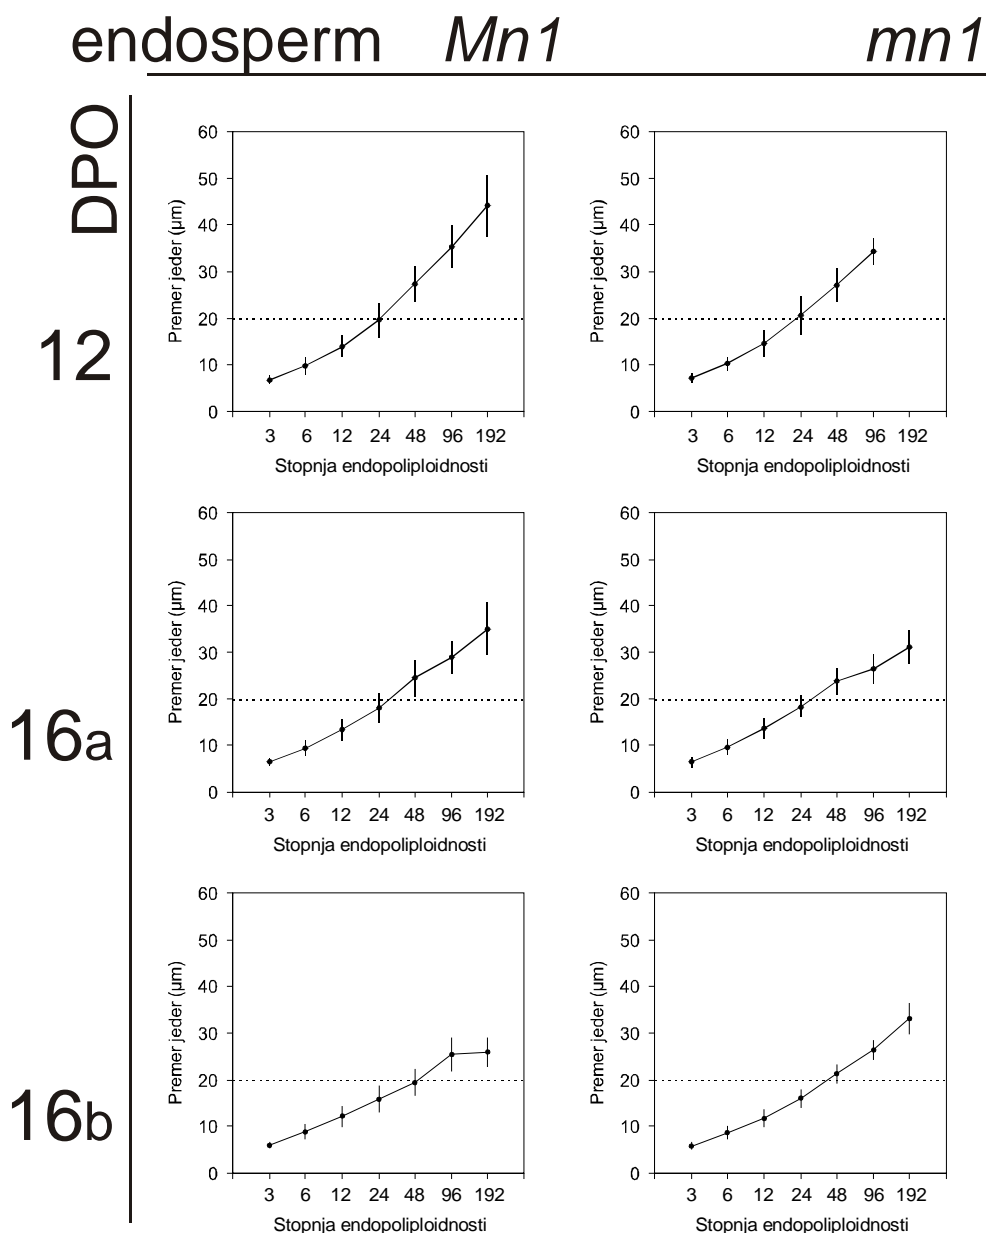 endosperm Mn1 mn1
DPO
12
60 50 40 30 20 10 0
Premer jeder (µm)
3 6 12 24 48 96 192
Stopnja endopoliploidnosti
60 50 40 30 20 10 0
Premer jeder (µm)
3 6 12 24 48 96 192
Stopnja endopoliploidnosti
16a
60 50 40 30 20 10 0
Premer jeder (µm)
3 6 12 24 48 96 192
Stopnja endopoliploidnosti
60 50 40 30 20 10 0
Premer jeder (µm)
3 6 12 24 48 96 192
Stopnja endopoliploidnosti
16b
60 50 40 30 20 10 0
Premer jeder (µm)
3 6 12 24 48 96 192
Stopnja endopoliploidnosti
60 50 40 30 20 10 0
Premer jeder (µm)
3 6 12 24 48 96 192
Stopnja endopoliploidnosti